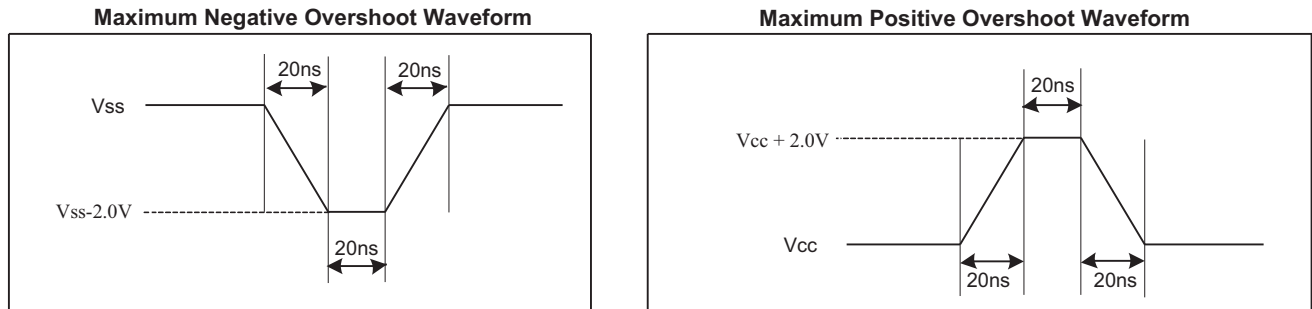 Maximum Negative Overshoot Waveform
20ns
20ns
Vss
Vss-2.0V
20ns
Maximum Positive Overshoot Waveform
20ns
Vcc + 2.0V
Vcc
20ns
20ns